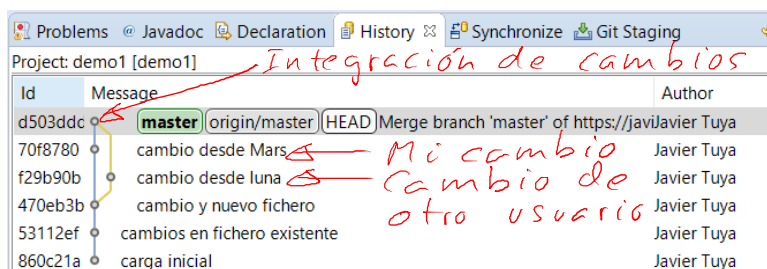 Problems @ Javadoc Declaration History Synchronize Git Staging
Project: demo1 [demo1] Integración de cambios
Id Message Author
d503ddc master origin/master HEAD Merge branch 'master' of https://javi Javier Tuya
70f8780 cambio desde Mars Mi cambio Javier Tuya
f29b90b cambio desde luna Cambio de Javier Tuya
470eb3b cambio y nuevo fichero otro usuario Javier Tuya
53112ef cambios en fichero existente Javier Tuya
860c21a carga inicial Javier Tuya